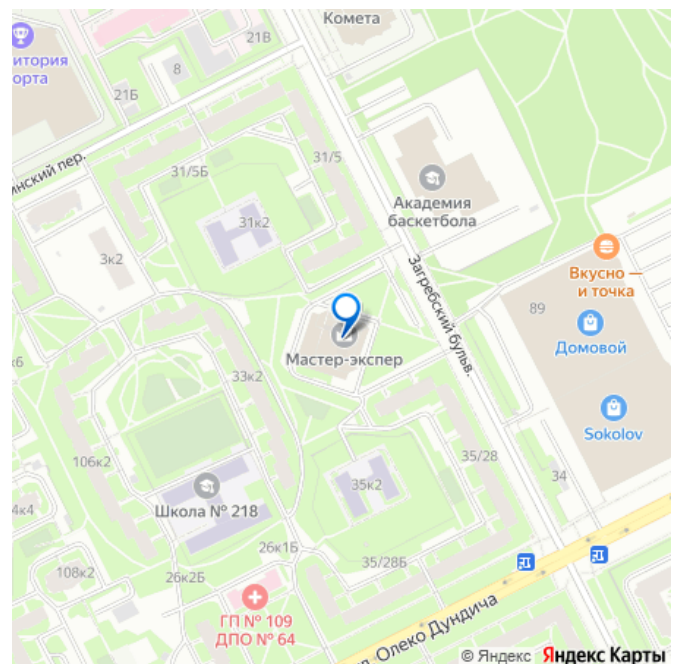 Комета
21В
итория
орта
8
21Б
31/5
31/5Б
инский пер.
Академия
баскетбола
31к2
3к2
Загребский бульв.
Вкусно —
и точка
89
Домовой
Мастер-экспер
к6
33к2
Sokolov
106к2
35/28
34
35к2
4к4
Школа № 218
26к1Б
35/28Б
108к2
26к2Б
ГП № 109
ДПО № 64
ул. Олеко Дундича
© Яндекс Яндекс Карты